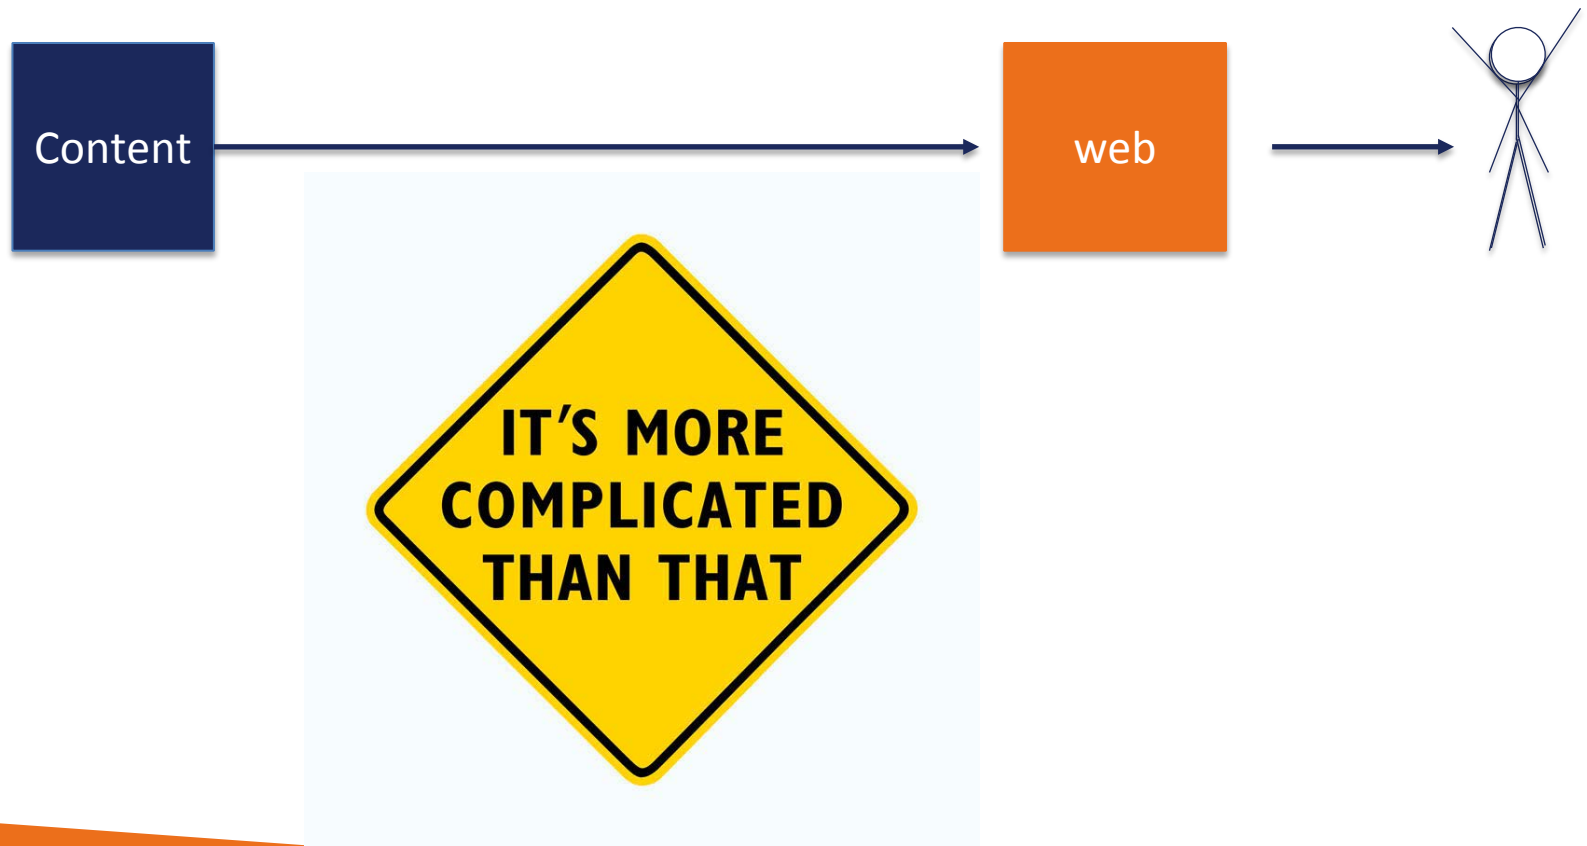 Content
web
IT'S MORE
COMPLICATED
THAN THAT